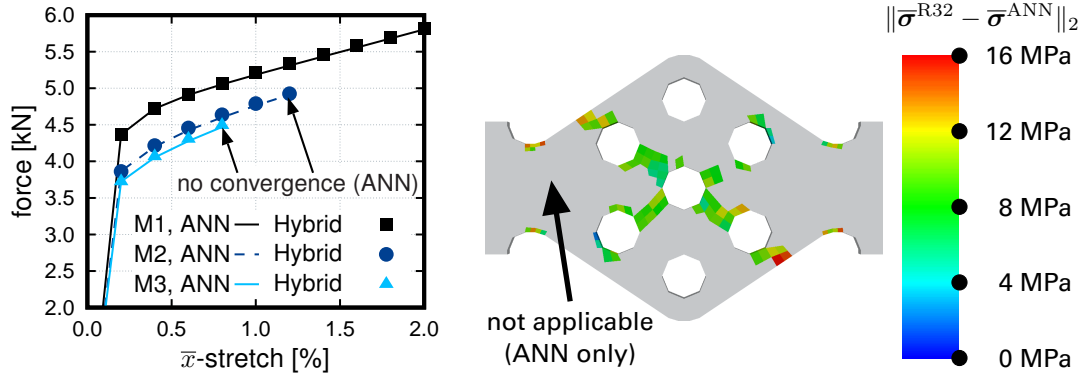 6.0
5.5
5.0
4.5
4.0
3.5
3.0
2.5
2.0
force [kN]
0.0 0.5 1.0 1.5 2.0
x̅-stretch [%]
no convergence (ANN)
M1, ANN Hybrid
M2, ANN Hybrid
M3, ANN Hybrid
not applicable
(ANN only)
‖σ̅^R32 − σ̅^ANN‖₂
16 MPa
12 MPa
8 MPa
4 MPa
0 MPa